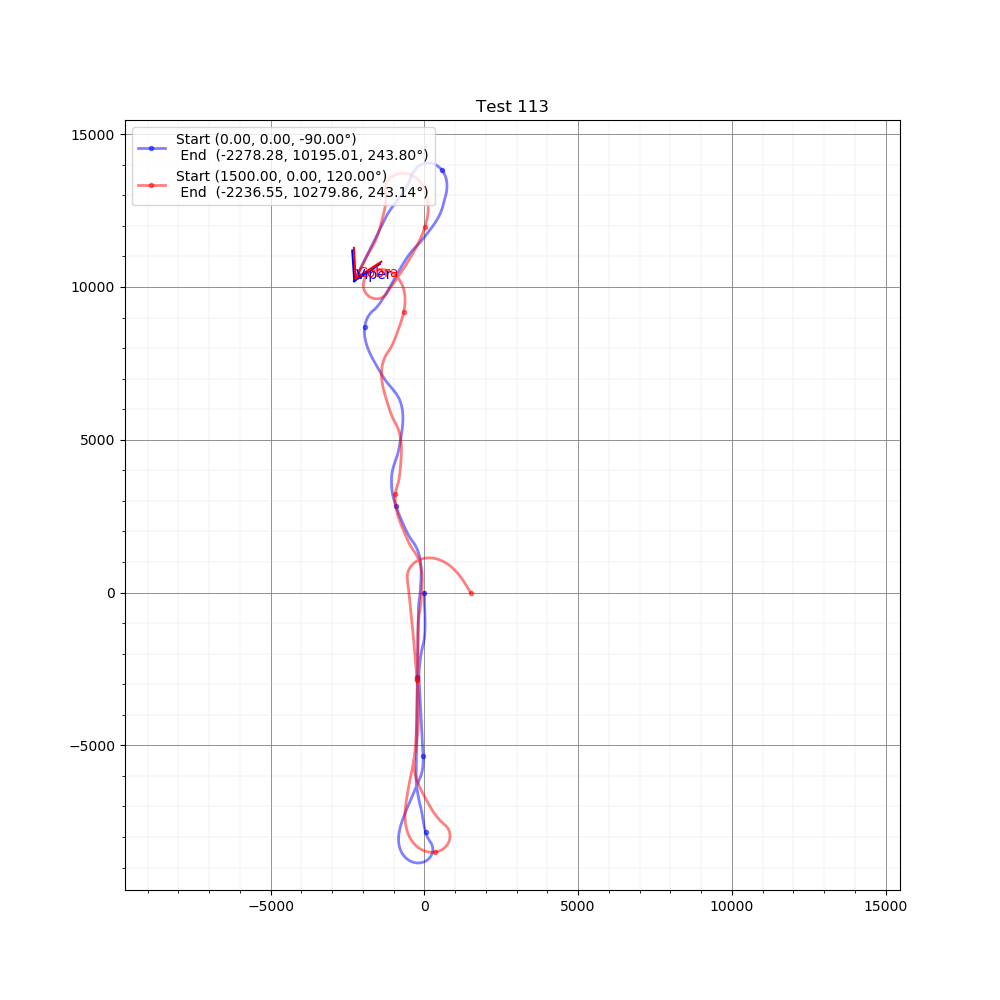 Test 113
Start (0.00, 0.00, -90.00°)
End (-2278.28, 10195.01, 243.80°)
Start (1500.00, 0.00, 120.00°)
End (-2236.55, 10279.86, 243.14°)
15000
10000
5000
0
−5000
Viper
−5000
0
5000
10000
15000